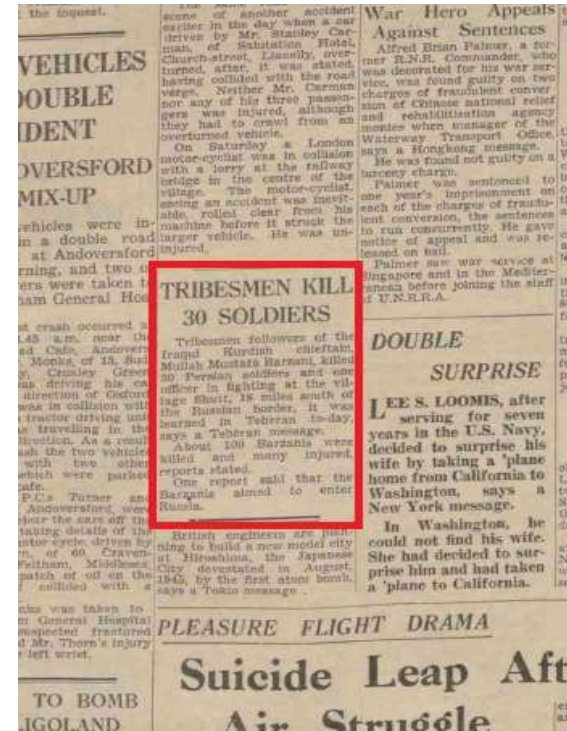 the inquest.
VEHICLES
DOUBLE
IDENT
OVERSFORD
MIX-UP
vehicles were in-
in a double road
at Andoversford
rning, and two of
ers were taken to
ham General Hos
crash occurred a
.45 a.m. near the
Cafe, Andovers
Monks, of 13,
Croxley Green
as driving his ca
direction of Oxford
was in collision with
tractor driving
travelling in the
direction. As a result
the two vehicles
with two other
which were parked
afe.
P.C.s Turner and
Andoversford, were
clear the cars off the
taking details of the
motor-cycle, driven by
of 60, Craven-
Feltham, Middlesex,
patch of oil on the
collided with a
was taken to
General Hospital
suspected fractured
Mr. Thorn's injury
left wrist.
TO BOMB
IGOLAND
scene of another accident
earlier in the day when a car
driven by Mr. Stanley Car-
man, of Salutation Hotel,
Church-street, Llanelly, over-
turned, after, it was stated,
having collided with the road
verge. Neither Mr. Carman
nor any of his three passen-
gers was injured, although
they had to crawl from an
overturned vehicle.
On Saturday a London
motor-cyclist was in collision
with a lorry at the railway
bridge in the centre of the
village. The motor-cyclist,
seeing an accident was inevit-
able, rolled clear from his
machine before it struck the
larger vehicle. He was un-
injured.
TRIBESMEN KILL
30 SOLDIERS
Tribesmen followers of the
Iraqui Kurdish chieftain,
Mullah Mustafa Barzani, killed
30 Persian soldiers and one
officer in fighting at the vil-
lage Shuit, 18 miles south of
the Russian border, it was
learned in Teheran to-day,
says a Teheran message.
About 100 Barzanis were
killed and many injured,
reports stated.
One report said that the
Barzanis aimed to enter
Russia.
British engineers are plan-
ning to build a new model city
at Hiroshima, the Japanese
City devastated in August,
1945, by the first atom bomb,
says a Tokio message.
War Hero Appeals
Against Sentences
Alfred Brian Palmer, a for-
mer R.N.R. Commander, who
was decorated for his war ser-
vice, was found guilty on two
charges of fraudulent conver
sion of Chinese national relief
and rehabilitation agency
monies when manager of the
Waterway Transport Office,
says a Hongkong message.
He was found not guilty on a
larceny charge.
Palmer was sentenced to
one year's imprisonment on
each of the charges of fraudu-
lent conversion, the sentences
to run concurrently. He gave
notice of appeal and was re-
leased on bail.
Palmer saw war service at
Singapore and in the Mediter-
ranean before joining the staff
of U.N.R.R.A.
DOUBLE
SURPRISE
LEE S. LOOMIS, after
serving for seven
years in the U.S. Navy,
decided to surprise his
wife by taking a 'plane
home from California to
Washington, says a
New York message.
In Washington, he
could not find his wife.
She had decided to sur-
prise him and had taken
a 'plane to California.
PLEASURE FLIGHT DRAMA
Suicide Leap Aft
Air Struggle